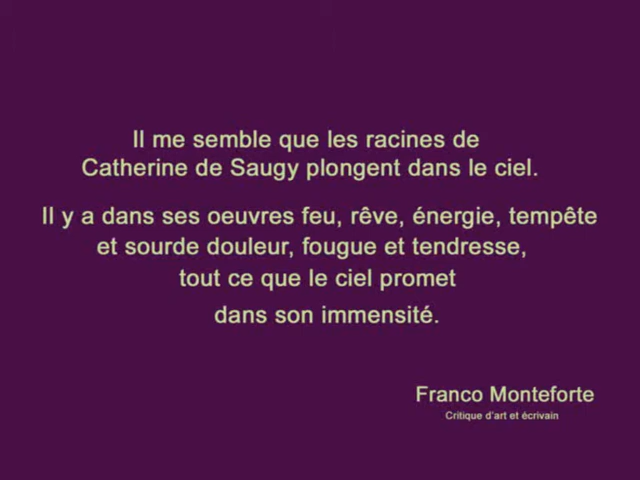 Il me semble que les racines de
Catherine de Saugy plongent dans le ciel.
Il y a dans ses oeuvres feu, rêve, énergie, tempête
et sourde douleur, fougue et tendresse,
tout ce que le ciel promet
dans son immensité.
Franco Monteforte
Critique d'art et écrivain